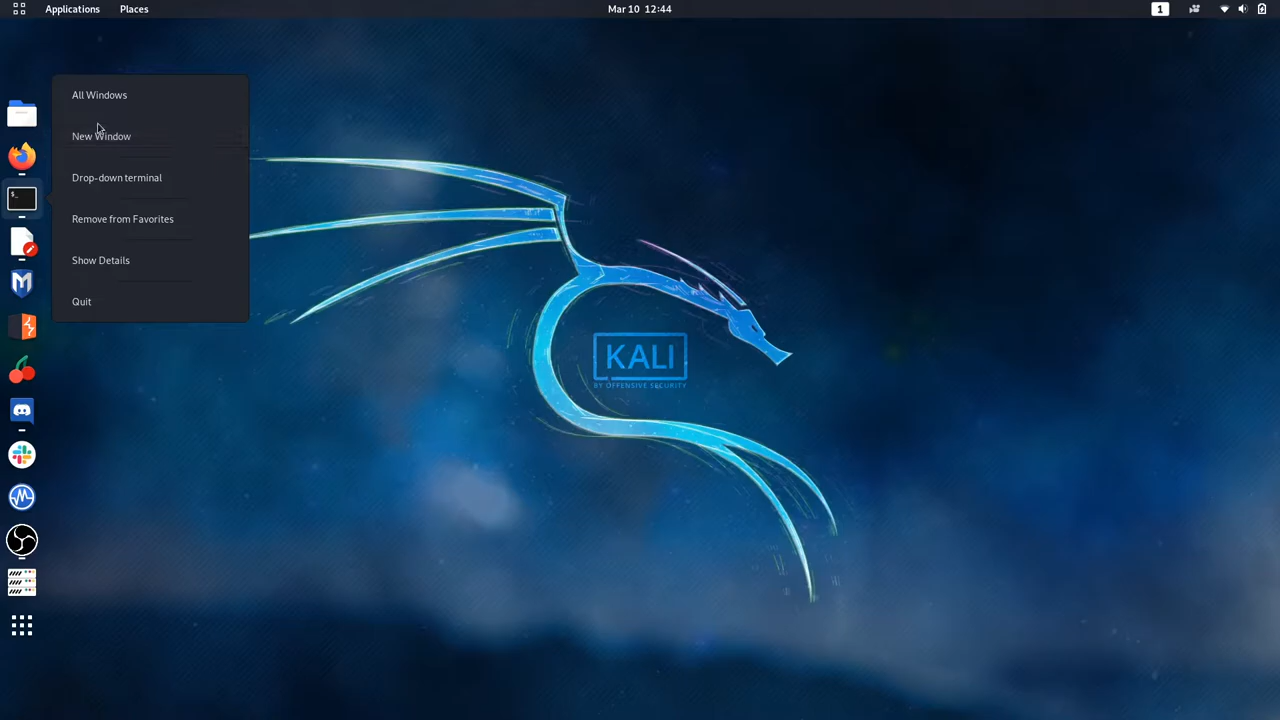 Applications Places Mar 10 12:44 1
All Windows
New Window
Drop-down terminal
Remove from Favorites
Show Details
Quit
$_
KALI
BY OFFENSIVE SECURITY